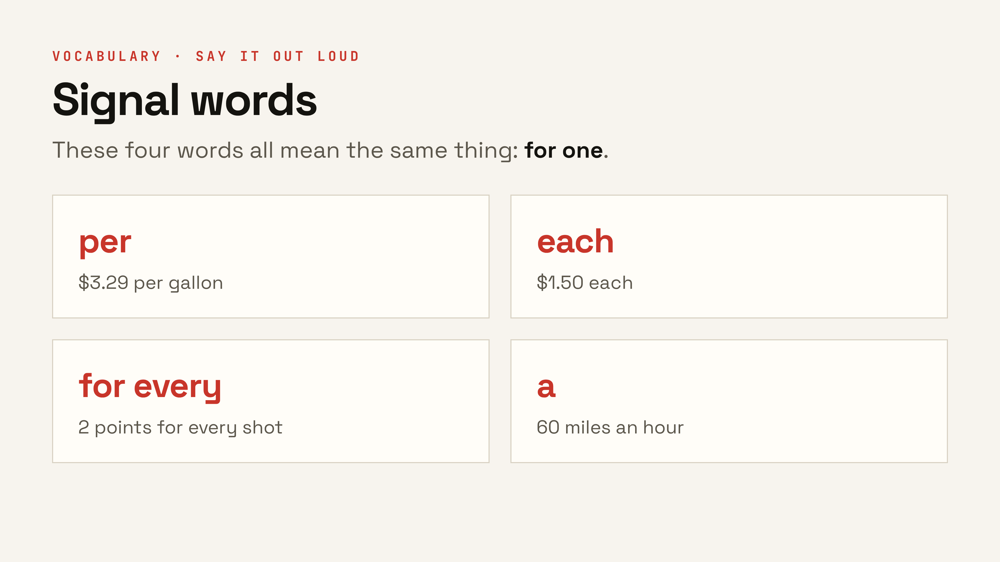 VOCABULARY · SAY IT OUT LOUD
Signal words
These four words all mean the same thing: for one.
per
$3.29 per gallon
each
$1.50 each
for every
2 points for every shot
a
60 miles an hour